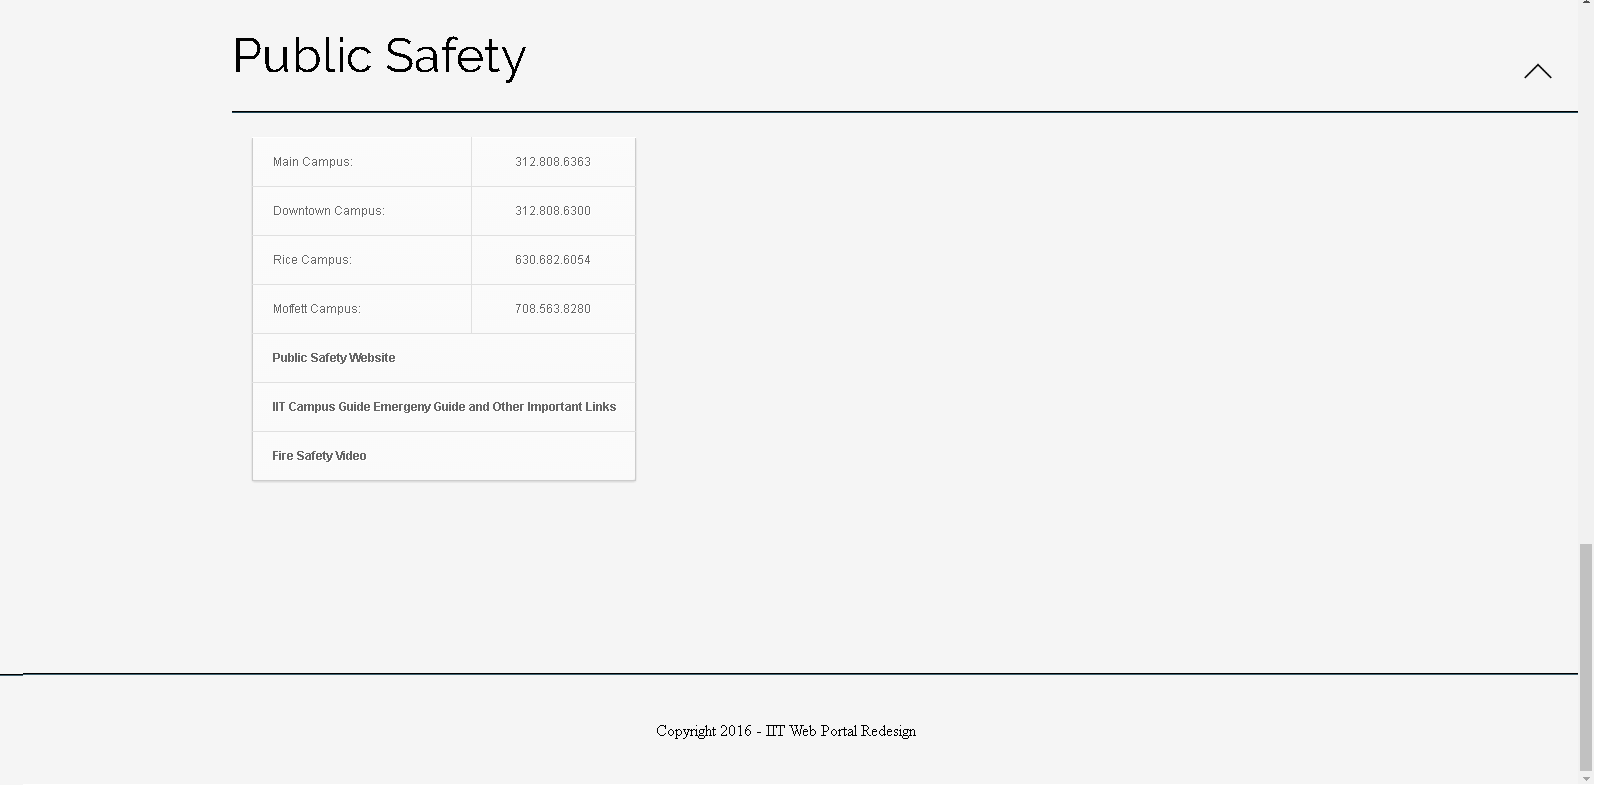 Public Safety
Main Campus: 312.808.6363
Downtown Campus: 312.808.6300
Rice Campus: 630.682.6054
Moffett Campus: 708.563.8280
Public Safety Website
IIT Campus Guide Emergeny Guide and Other Important Links
Fire Safety Video
Copyright 2016 - IIT Web Portal Redesign